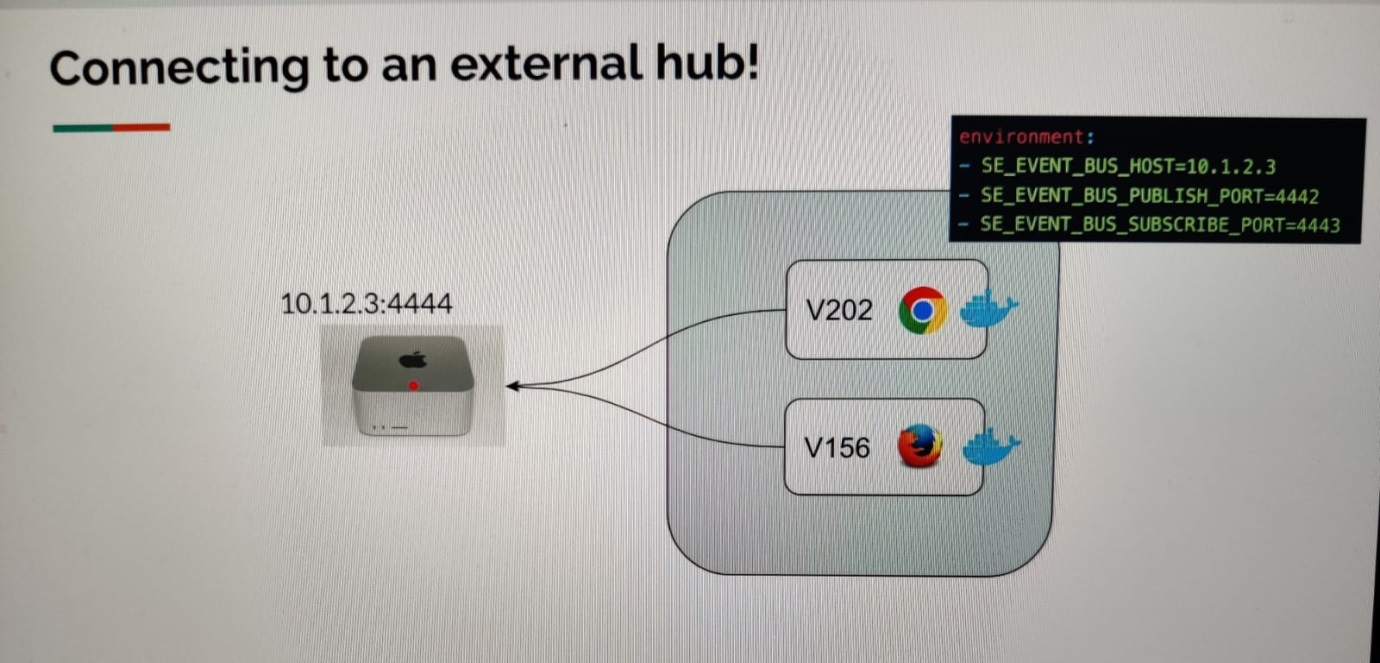 Connecting to an external hub!
environment:
- SE_EVENT_BUS_HOST=10.1.2.3
- SE_EVENT_BUS_PUBLISH_PORT=4442
- SE_EVENT_BUS_SUBSCRIBE_PORT=4443
10.1.2.3:4444
V202
V156